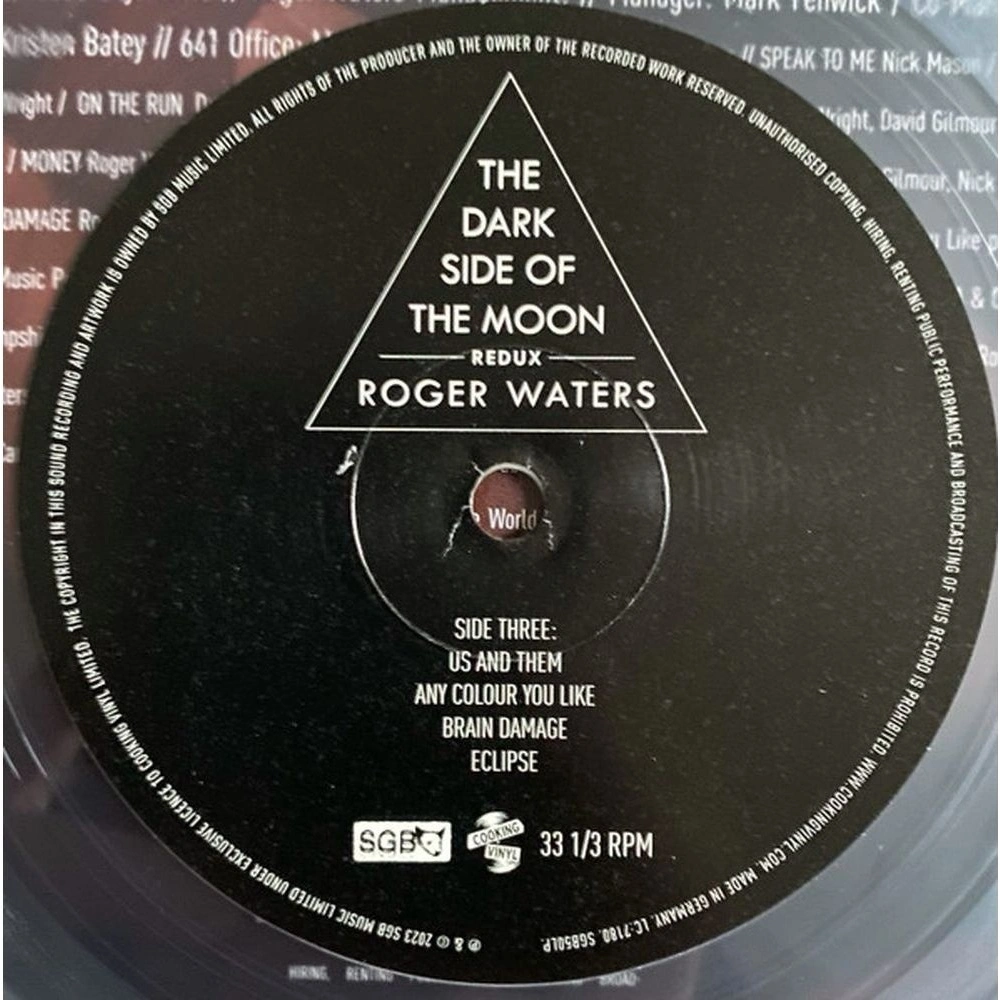 Kristen Batey // 641
// SPEAK TO ME Nick Mason /
/ ON THE RUN
right, David Gilmour
/ MONEY Roger
Gilmour, Nick
DAMAGE
Like
Music
THE
DARK
SIDE OF
THE MOON
REDUX
ROGER WATERS
World
SIDE THREE:
US AND THEM
ANY COLOUR YOU LIKE
BRAIN DAMAGE
ECLIPSE
SGB
COOKING
VINYL
33 1/3 RPM
℗ & © 2023 SGB MUSIC LIMITED UNDER EXCLUSIVE LICENCE TO COOKING VINYL LIMITED. THE COPYRIGHT IN THIS SOUND RECORDING AND ARTWORK IS OWNED BY SGB MUSIC LIMITED. ALL RIGHTS OF THE PRODUCER AND THE OWNER OF THE RECORDED WORK RESERVED. UNAUTHORISED COPYING, HIRING, RENTING PUBLIC PERFORMANCE AND BROADCASTING OF THIS RECORD IS PROHIBITED. WWW.COOKINGVINYL.COM. MADE IN GERMANY. LC:7180. SGB50LP.
HIRING, RENTING